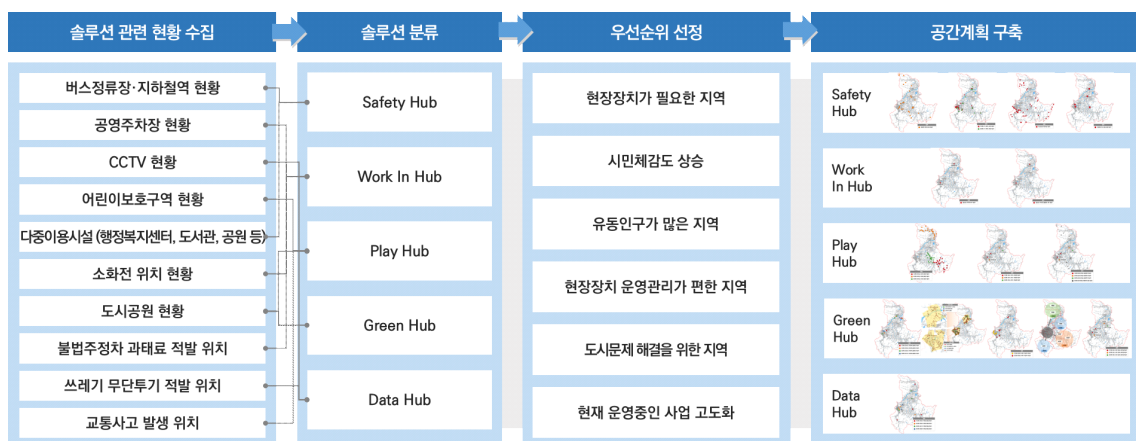 솔루션 관련 현황 수집
솔루션 분류
우선순위 선정
공간계획 구축
버스정류장·지하철역 현황
공영주차장 현황
CCTV 현황
어린이보호구역 현황
다중이용시설 (행정복지센터, 도서관, 공원 등)
소화전 위치 현황
도시공원 현황
불법주정차 과태료 적발 위치
쓰레기 무단투기 적발 위치
교통사고 발생 위치
Safety Hub
Work In Hub
Play Hub
Green Hub
Data Hub
현장장치가 필요한 지역
시민체감도 상승
유동인구가 많은 지역
현장장치 운영관리가 편한 지역
도시문제 해결을 위한 지역
현재 운영중인 사업 고도화
Safety
Hub
Work
In Hub
Play
Hub
Green
Hub
Data
Hub